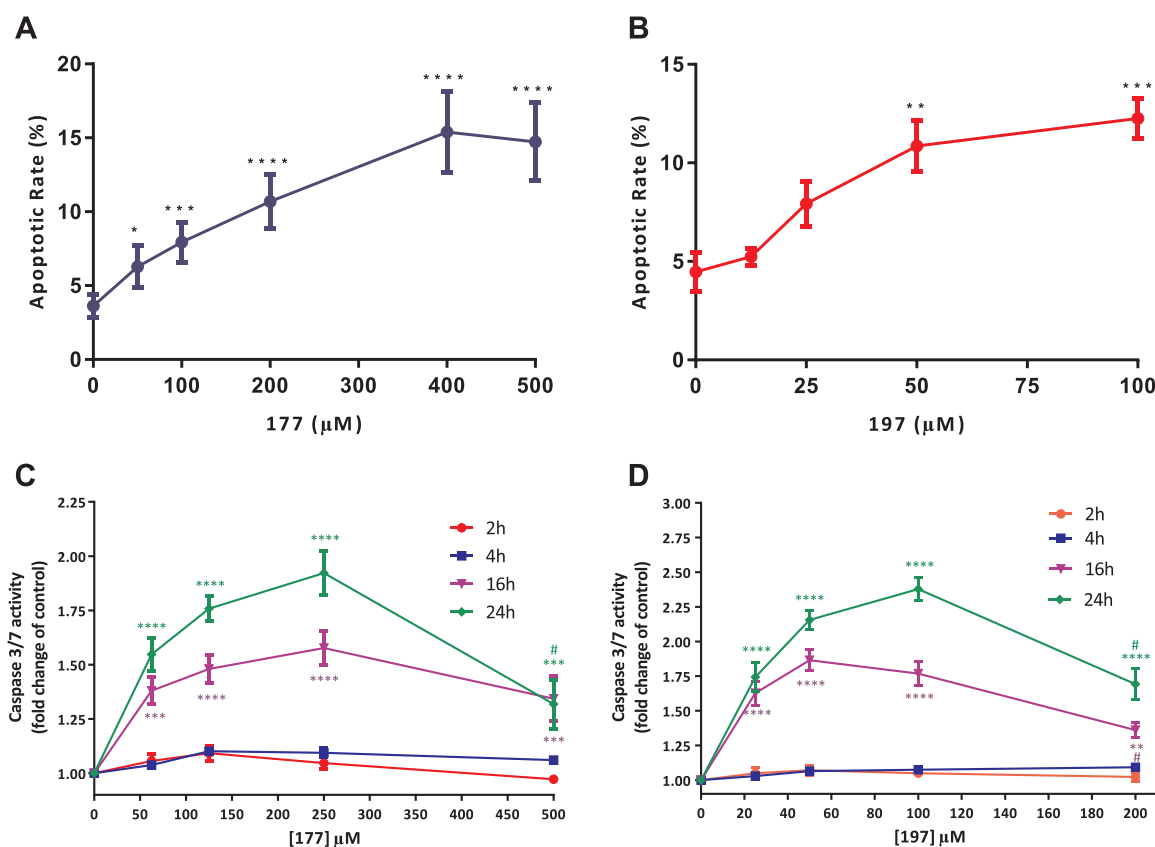 A
20
15
10
5
0
Apoptotic Rate (%)
*
* * *
* * * *
* * * *
* * * *
0 100 200 300 400 500
177 (μM)
B
15
10
5
0
Apoptotic Rate (%)
* *
* * *
0 25 50 75 100
197 (μM)
C
2.25
2.00
1.75
1.50
1.25
1.00
Caspase 3/7 activity
(fold change of control)
2h
4h
16h
24h
****
****
****
#
***
***
****
****
***
0 50 100 150 200 250 300 350 400 450 500
[177] μM
D
3.00
2.75
2.50
2.25
2.00
1.75
1.50
1.25
1.00
Caspase 3/7 activity
(fold change of control)
2h
4h
16h
24h
****
****
****
#
****
****
****
****
**
#
0 20 40 60 80 100 120 140 160 180 200
[197] μM